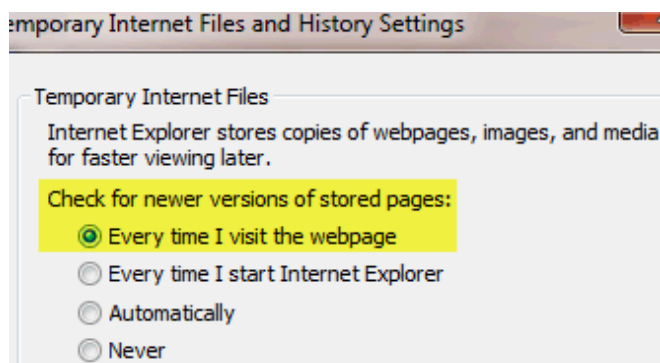 emporary Internet Files and History Settings
Temporary Internet Files
Internet Explorer stores copies of webpages, images, and media
for faster viewing later.
Check for newer versions of stored pages:
Every time I visit the webpage
Every time I start Internet Explorer
Automatically
Never